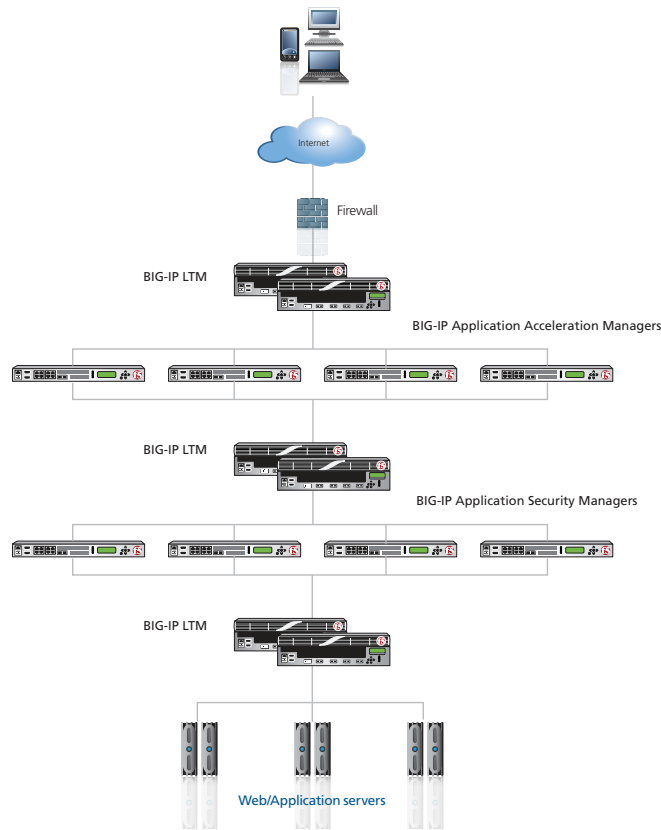 Internet
Firewall
BIG-IP LTM
BIG-IP Application Acceleration Managers
BIG-IP LTM
BIG-IP Application Security Managers
BIG-IP LTM
Web/Application servers